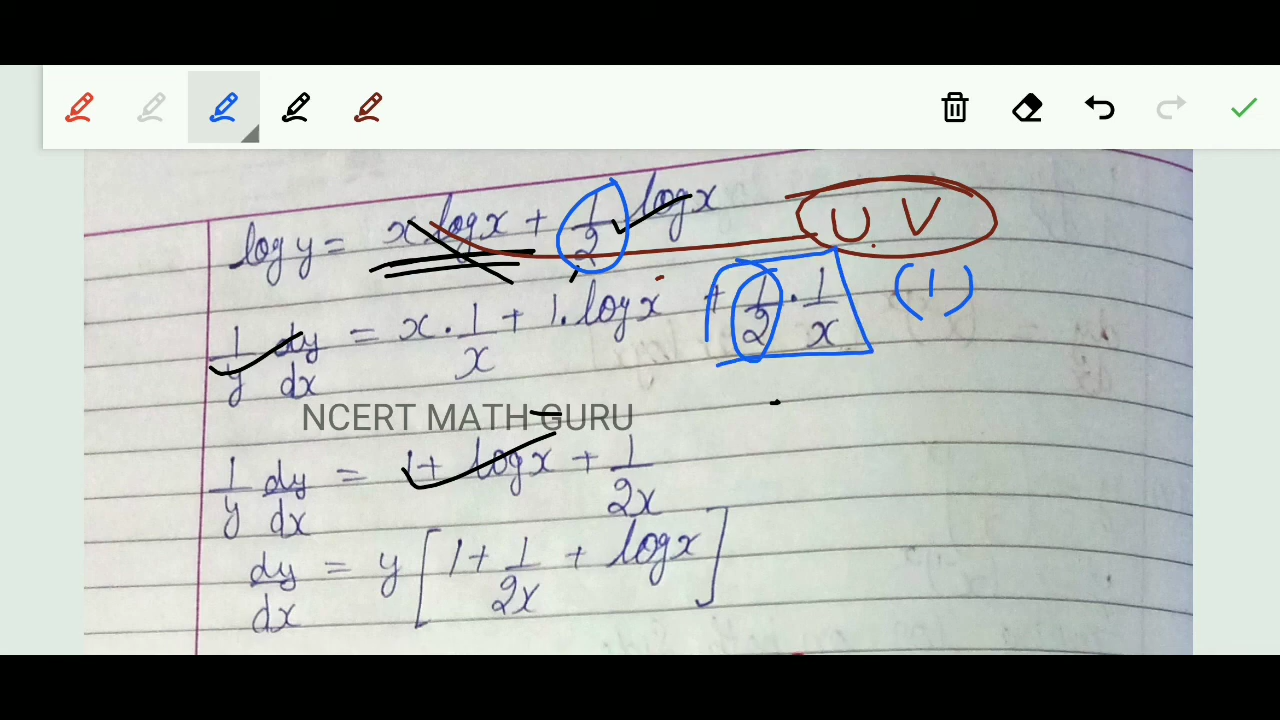 log y = x log x + 1/2 log x U V
1/y dy/dx = x · 1/x + 1 · log x + 1/2 · 1/x (1)
NCERT MATH GURU
1/y dy/dx = 1 + log x + 1/2x
dy/dx = y [ 1 + 1/2x + log x ]